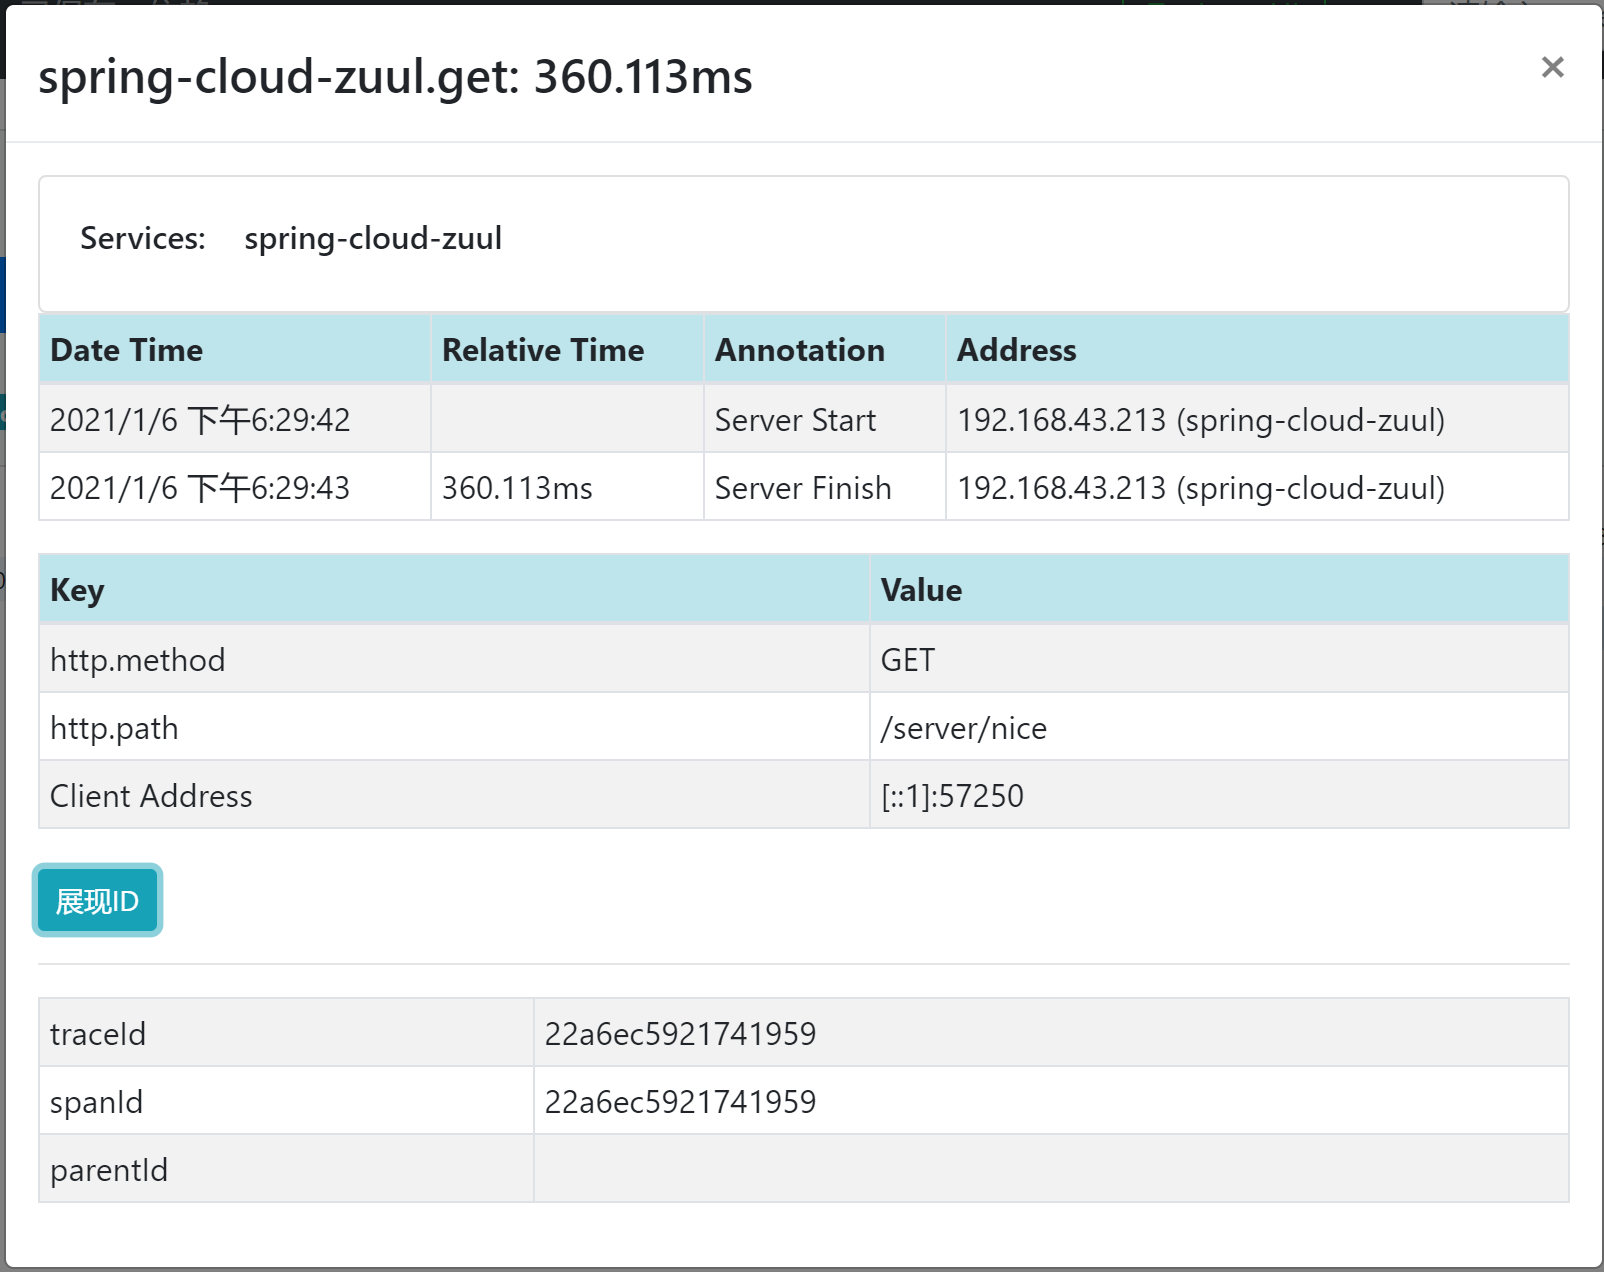 spring-cloud-zuul.get: 360.113ms
×
Services: spring-cloud-zuul
Date Time Relative Time Annotation Address
2021/1/6 下午6:29:42 Server Start 192.168.43.213 (spring-cloud-zuul)
2021/1/6 下午6:29:43 360.113ms Server Finish 192.168.43.213 (spring-cloud-zuul)
Key Value
http.method GET
http.path /server/nice
Client Address [::1]:57250
展现ID
traceId 22a6ec5921741959
spanId 22a6ec5921741959
parentId